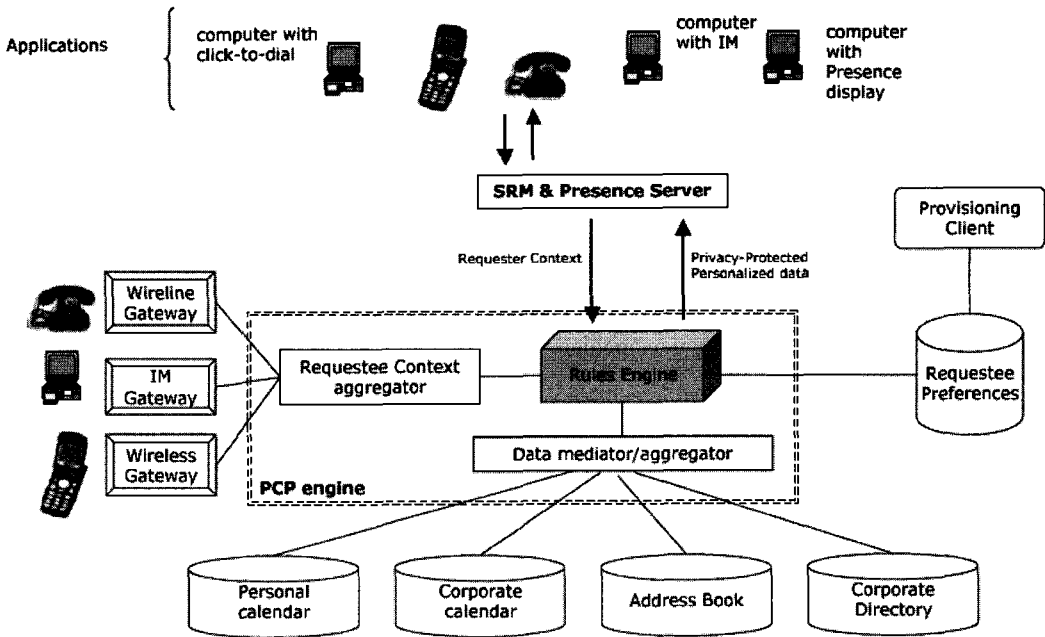 Applications
computer with
click-to-dial
computer
with IM
computer
with
Presence
display
SRM & Presence Server
Requester Context
Privacy-Protected
Personalized data
Provisioning
Client
Wireline
Gateway
IM
Gateway
Wireless
Gateway
Requestee Context
aggregator
Rules Engine
Requestee
Preferences
Data mediator/aggregator
PCP engine
Personal
calendar
Corporate
calendar
Address Book
Corporate
Directory